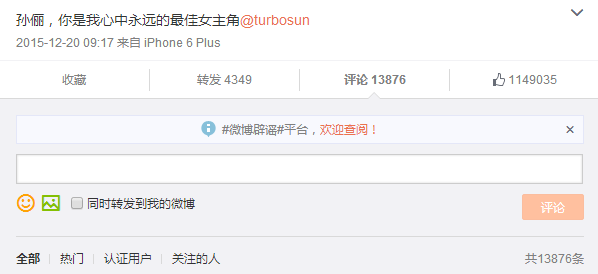 孙俪，你是我心中永远的最佳女主角@turbosun
2015-12-20 09:17 来自 iPhone 6 Plus
收藏 转发 4349 评论 13876 1149035
#微博辟谣#平台，欢迎查阅！ ×
同时转发到我的微博 评论
全部 热门 认证用户 关注的人 共13876条